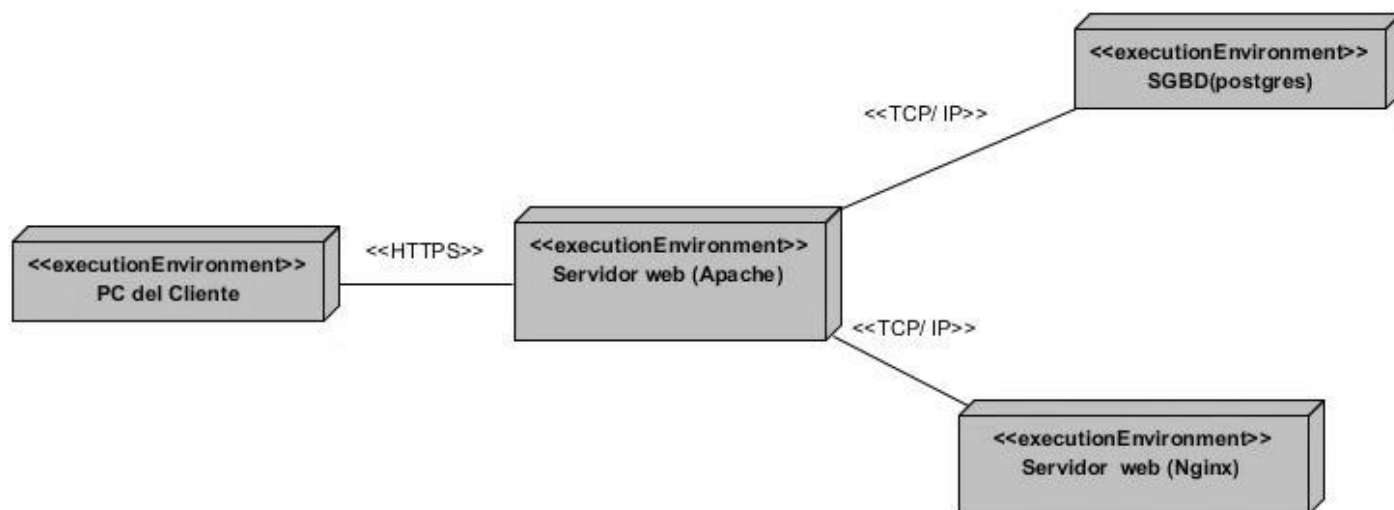 <<executionEnvironment>>
SGBD(postgres)
<<TCP/ IP>>
<<executionEnvironment>>
Servidor web (Apache)
<<HTTPS>>
<<executionEnvironment>>
PC del Cliente
<<TCP/ IP>>
<<executionEnvironment>>
Servidor  web (Nginx)